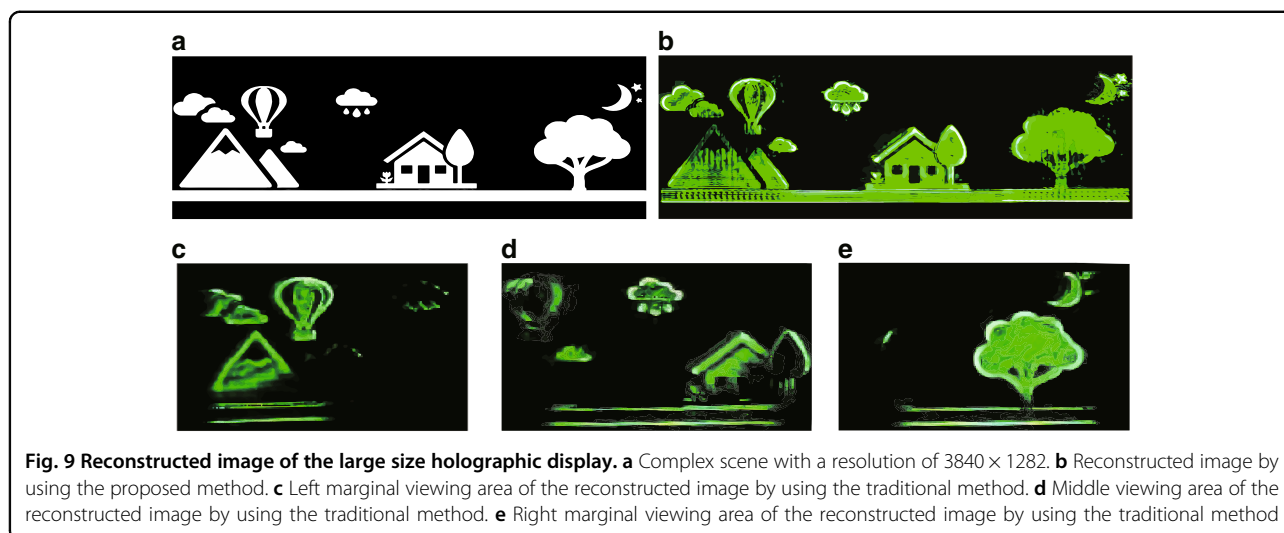 a
b
c
d
e
Fig. 9 Reconstructed image of the large size holographic display. a Complex scene with a resolution of 3840 × 1282. b Reconstructed image by
using the proposed method. c Left marginal viewing area of the reconstructed image by using the traditional method. d Middle viewing area of the
reconstructed image by using the traditional method. e Right marginal viewing area of the reconstructed image by using the traditional method